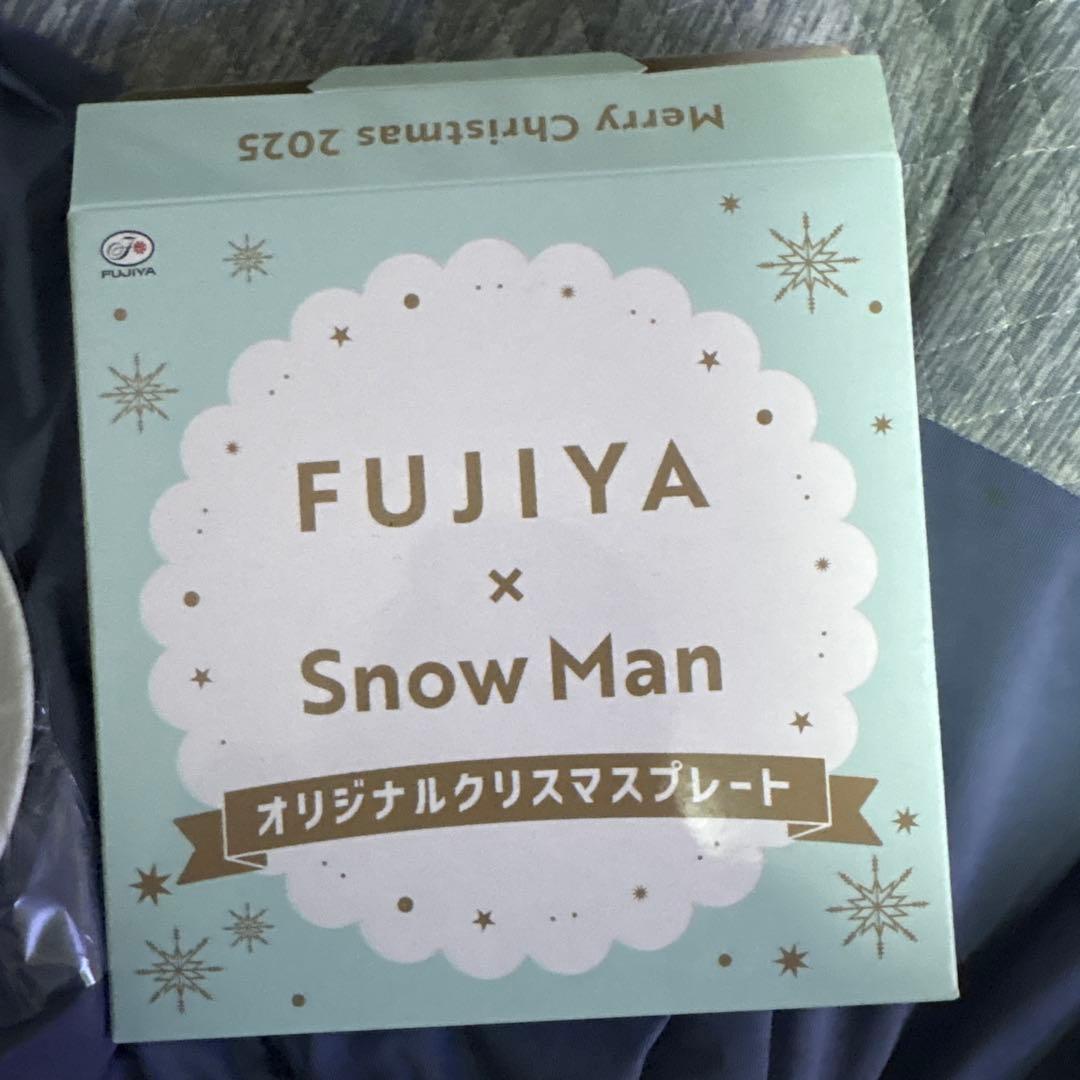 Merry Christmas 2025
FUJIYA
FUJIYA
×
Snow Man
オリジナルクリスマスプレート